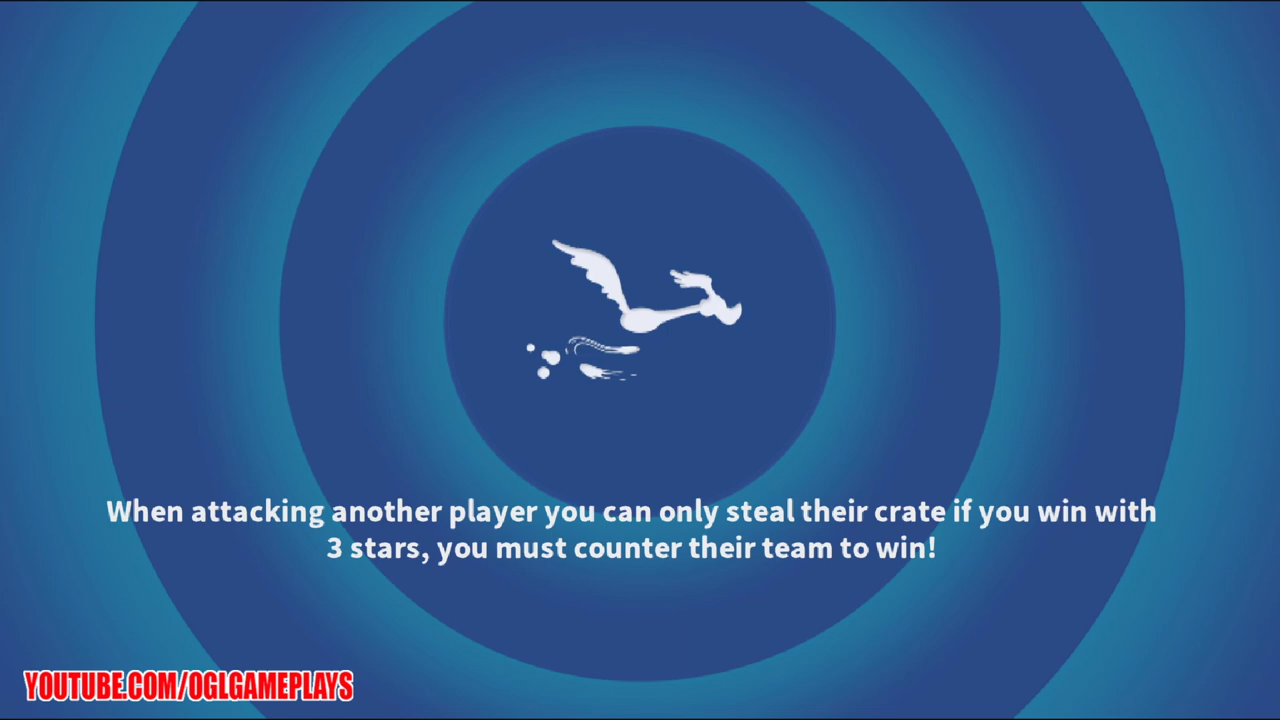 When attacking another player you can only steal their crate if you win with
3 stars, you must counter their team to win!
YOUTUBE.COM/OGLGAMEPLAYS